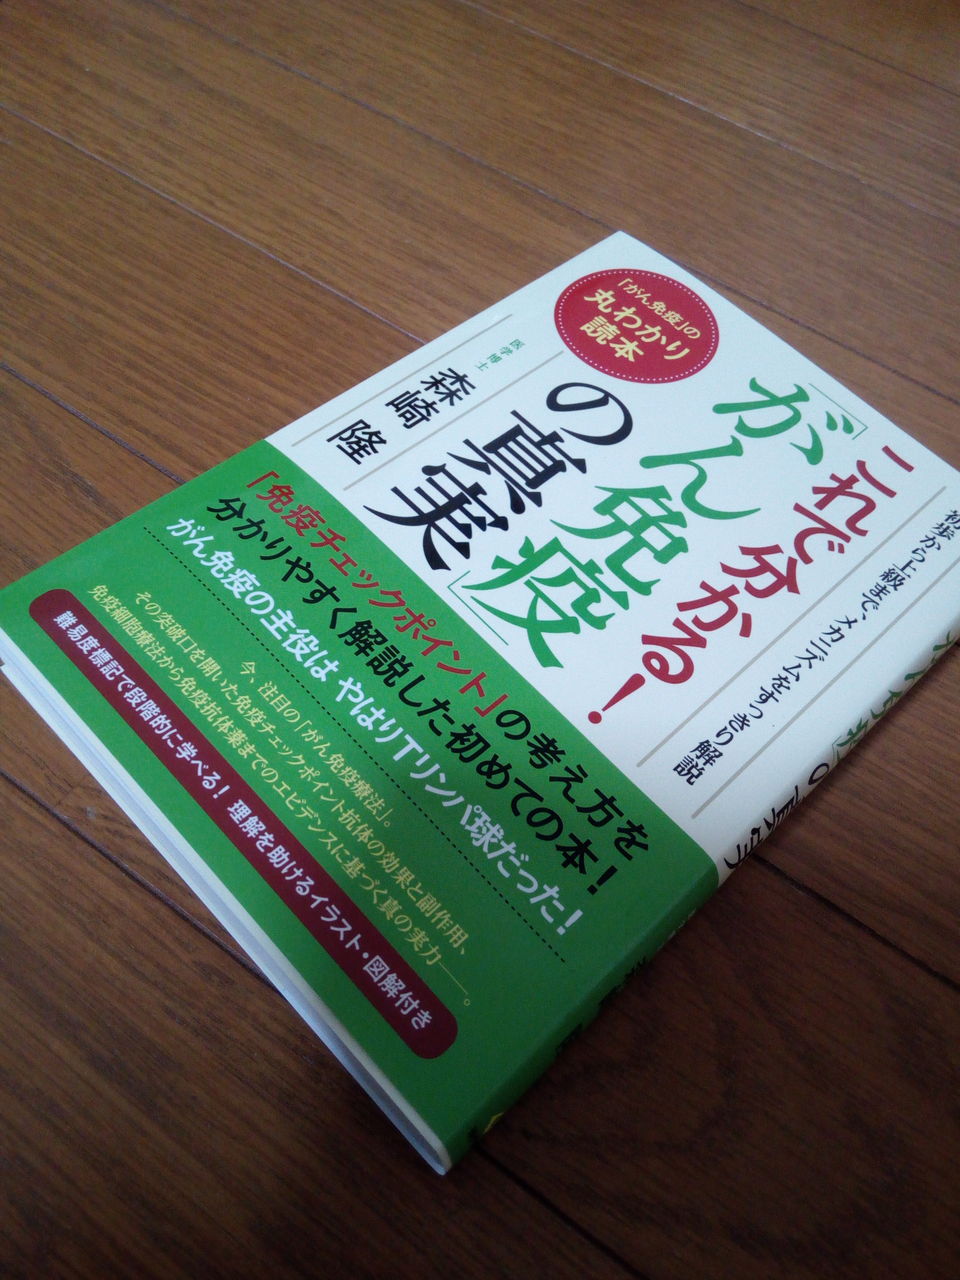 初歩から上級まで、メカニズムをすっきり解説
これで分かる!
「がん免疫」
の真実
「がん免疫」の
丸わかり
読本
医学博士
森崎 隆
「免疫チェックポイント」の考え方を
分かりやすく解説した初めての本!
がん免疫の主役は やはりTリンパ球だった!
今、注目の「がん免疫療法」。
その突破口を開いた免疫チェックポイント抗体の効果と副作用、
免疫細胞療法から免疫抗体薬までのエビデンスに基づく真の実力――。
難易度標記で段階的に学べる! 理解を助けるイラスト・図解付き